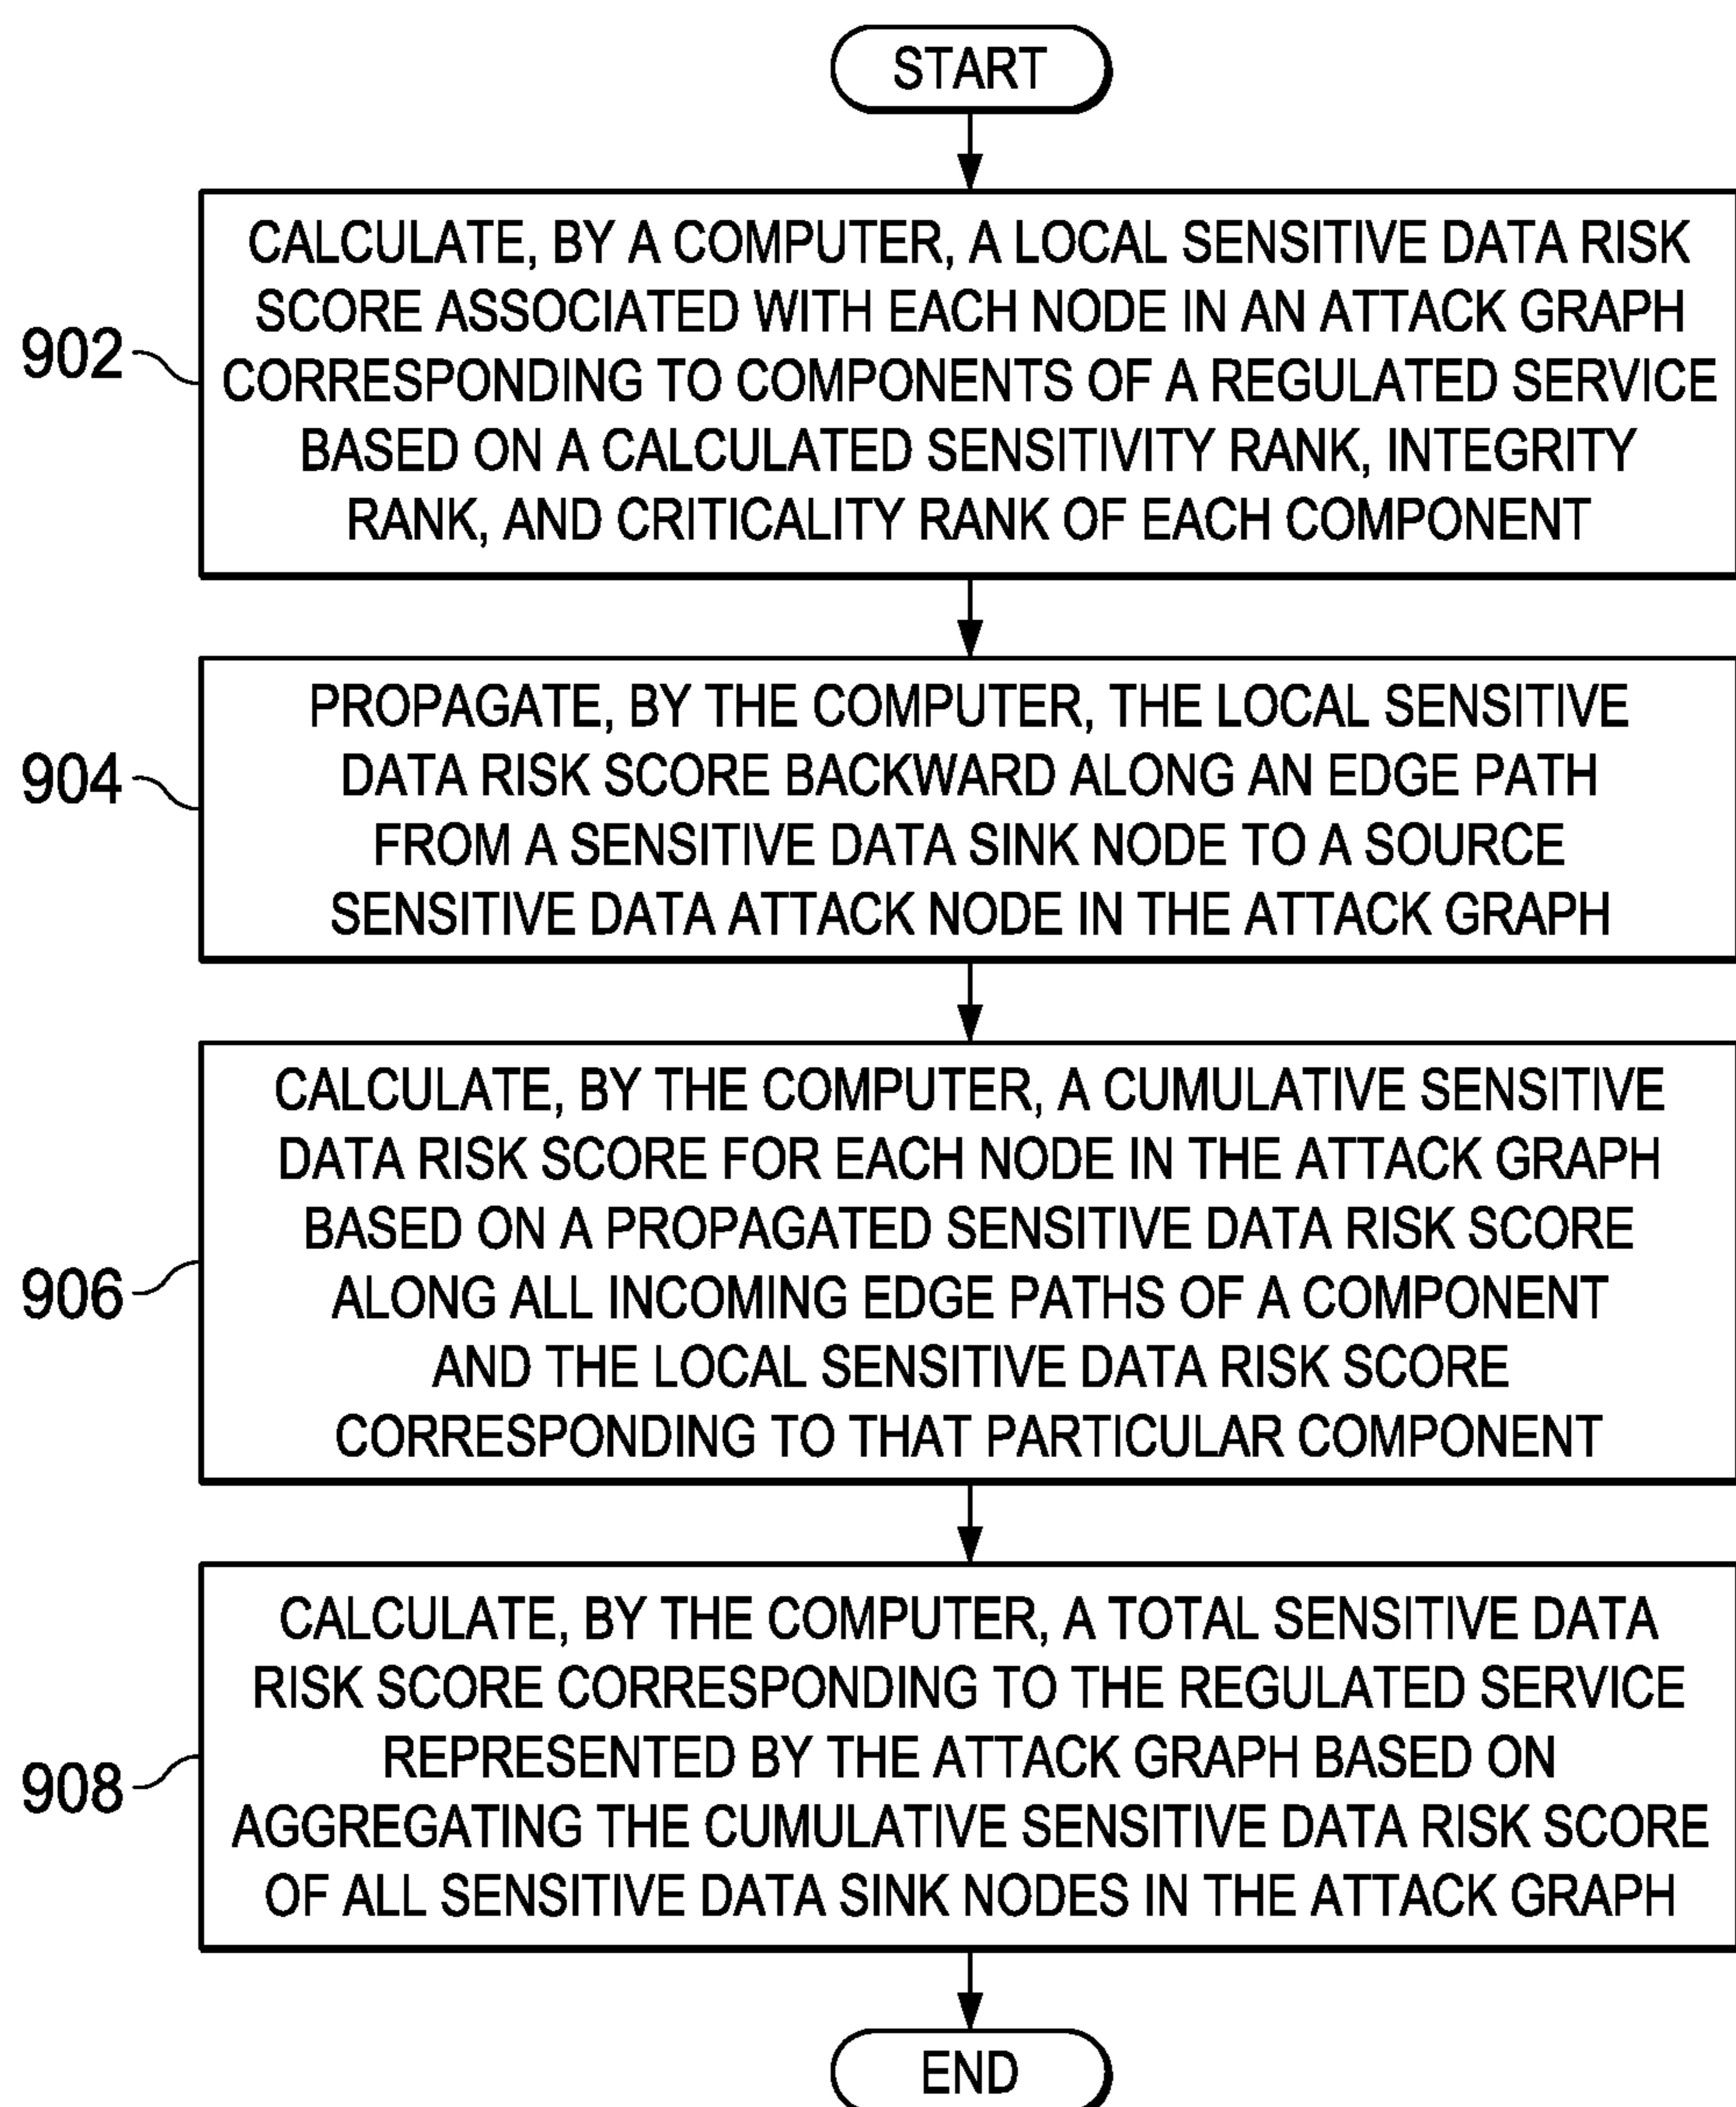 START
CALCULATE, BY A COMPUTER, A LOCAL SENSITIVE DATA RISK
SCORE ASSOCIATED WITH EACH NODE IN AN ATTACK GRAPH
CORRESPONDING TO COMPONENTS OF A REGULATED SERVICE
BASED ON A CALCULATED SENSITIVITY RANK, INTEGRITY
RANK, AND CRITICALITY RANK OF EACH COMPONENT
902
PROPAGATE, BY THE COMPUTER, THE LOCAL SENSITIVE
DATA RISK SCORE BACKWARD ALONG AN EDGE PATH
FROM A SENSITIVE DATA SINK NODE TO A SOURCE
SENSITIVE DATA ATTACK NODE IN THE ATTACK GRAPH
904
CALCULATE, BY THE COMPUTER, A CUMULATIVE SENSITIVE
DATA RISK SCORE FOR EACH NODE IN THE ATTACK GRAPH
BASED ON A PROPAGATED SENSITIVE DATA RISK SCORE
ALONG ALL INCOMING EDGE PATHS OF A COMPONENT
AND THE LOCAL SENSITIVE DATA RISK SCORE
CORRESPONDING TO THAT PARTICULAR COMPONENT
906
CALCULATE, BY THE COMPUTER, A TOTAL SENSITIVE DATA
RISK SCORE CORRESPONDING TO THE REGULATED SERVICE
REPRESENTED BY THE ATTACK GRAPH BASED ON
AGGREGATING THE CUMULATIVE SENSITIVE DATA RISK SCORE
OF ALL SENSITIVE DATA SINK NODES IN THE ATTACK GRAPH
908
END